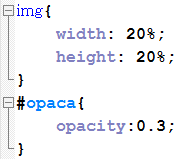 img{
width: 20%;
height: 20%;
}
#opaca{
opacity:0.3;
}